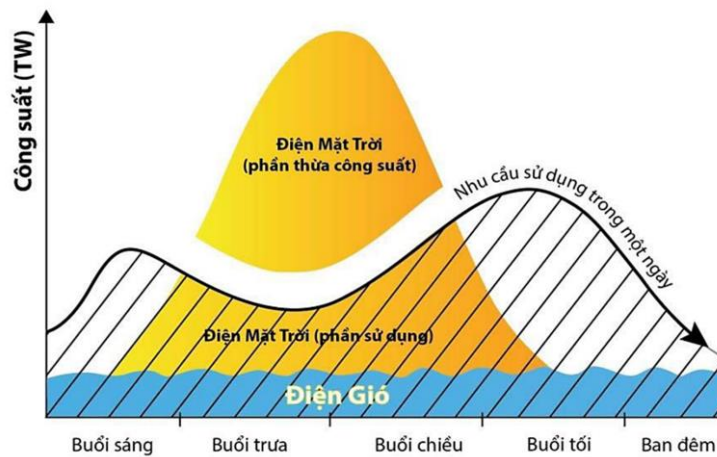 Công suất (TW)
Điện Mặt Trời
(phần thừa công suất)
Nhu cầu sử dụng trong một ngày
Điện Mặt Trời (phần sử dụng)
Điện Gió
Buổi sáng
Buổi trưa
Buổi chiều
Buổi tối
Ban đêm